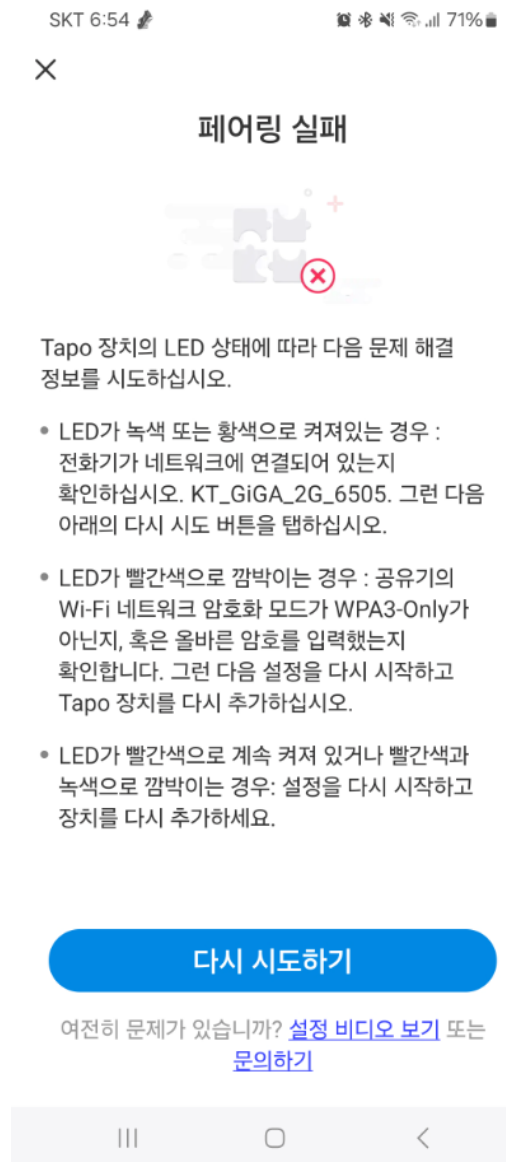 SKT 6:54
71%
페어링 실패
Tapo 장치의 LED 상태에 따라 다음 문제 해결
정보를 시도하십시오.
• LED가 녹색 또는 황색으로 켜져있는 경우 :
전화기가 네트워크에 연결되어 있는지
확인하십시오. KT_GiGA_2G_6505. 그런 다음
아래의 다시 시도 버튼을 탭하십시오.
• LED가 빨간색으로 깜박이는 경우 : 공유기의
Wi-Fi 네트워크 암호화 모드가 WPA3-Only가
아닌지, 혹은 올바른 암호를 입력했는지
확인합니다. 그런 다음 설정을 다시 시작하고
Tapo 장치를 다시 추가하십시오.
• LED가 빨간색으로 계속 켜져 있거나 빨간색과
녹색으로 깜박이는 경우: 설정을 다시 시작하고
장치를 다시 추가하세요.
다시 시도하기
여전히 문제가 있습니까? 설정 비디오 보기 또는
문의하기